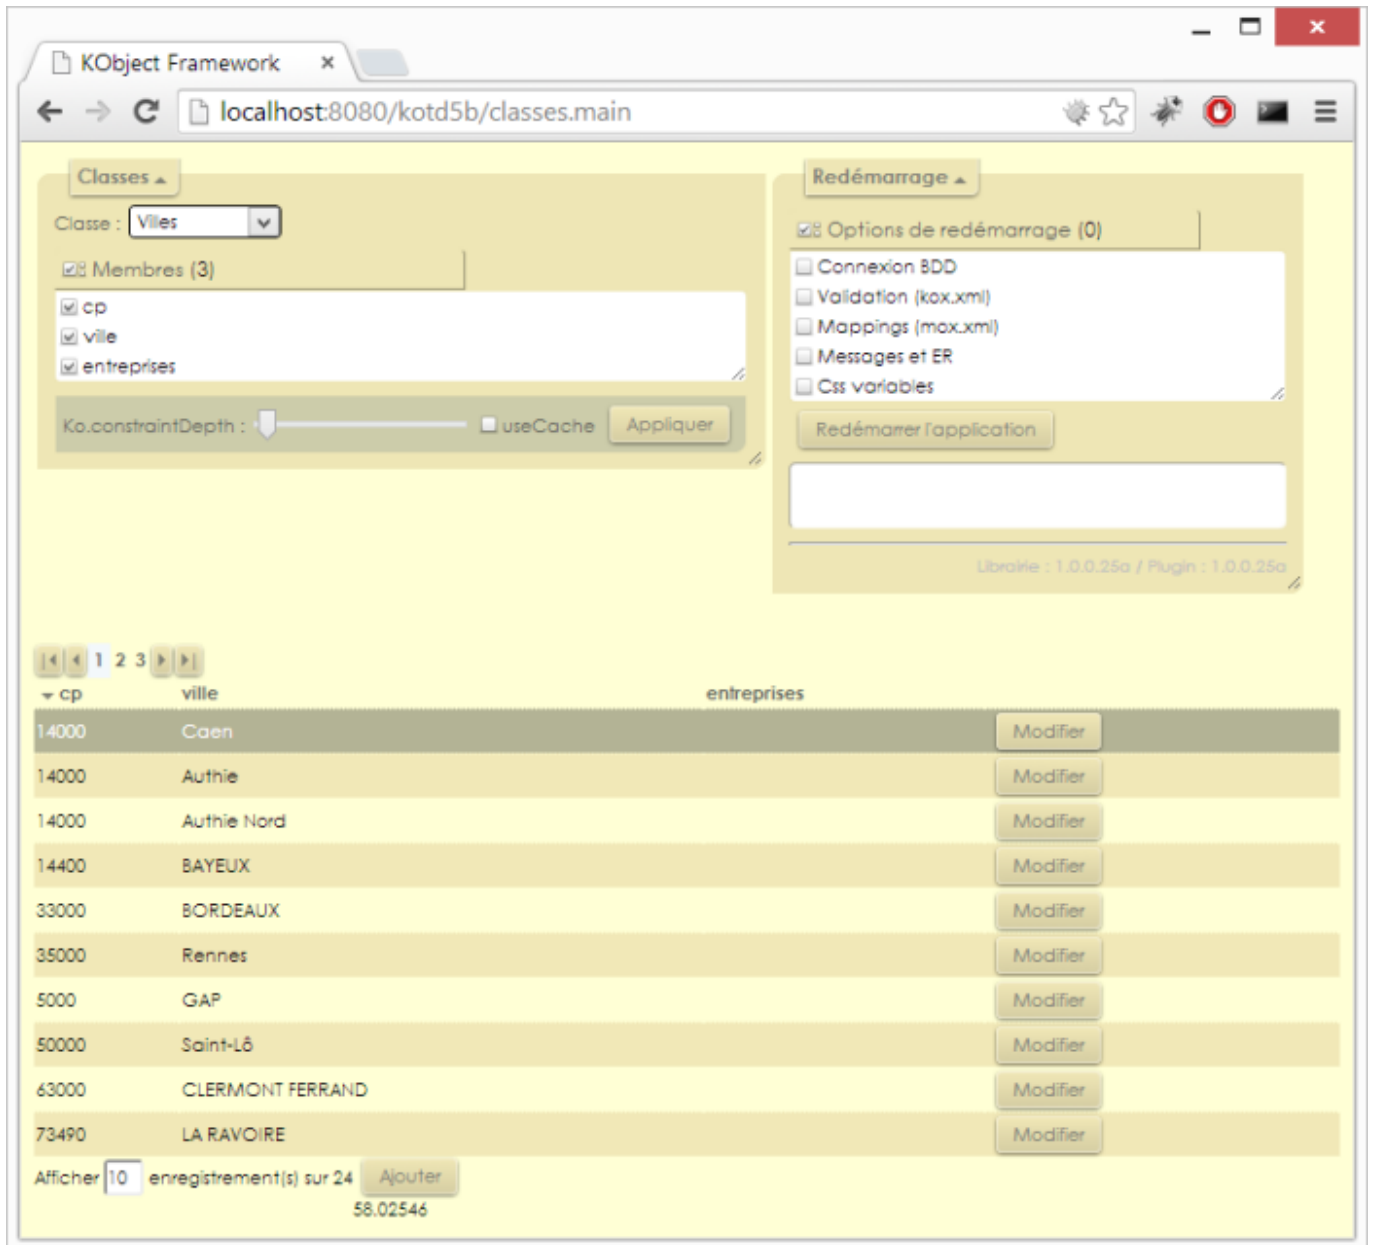 KObject Framework
localhost:8080/kotd5b/classes.main
Classes
Classe : Villes
Membres (3)
cp
ville
entreprises
Ko.constraintDepth : useCache Appliquer
Redémarrage
Options de redémarrage (0)
Connexion BDD
Validation (kox.xml)
Mappings (mox.xml)
Messages et ER
Css variables
Redémarrer l'application
Librairie : 1.0.0.25a / Plugin : 1.0.0.25a
1 2 3
cp ville entreprises
14000 Caen Modifier
14000 Authie Modifier
14000 Authie Nord Modifier
14400 BAYEUX Modifier
33000 BORDEAUX Modifier
35000 Rennes Modifier
5000 GAP Modifier
50000 Saint-Lô Modifier
63000 CLERMONT FERRAND Modifier
73490 LA RAVOIRE Modifier
Afficher 10 enregistrement(s) sur 24 Ajouter
58.02546